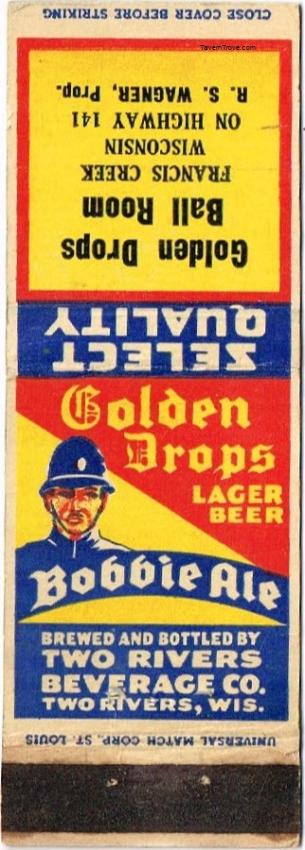 CLOSE COVER BEFORE STRIKING
TavernTrove.com
Golden Drops
Ball Room
FRANCIS CREEK
WISCONSIN
ON HIGHWAY 141
R. S. WAGNER, Prop.
SELECT
QUALITY
Golden
Drops
LAGER
BEER
Bobbie Ale
BREWED AND BOTTLED BY
TWO RIVERS
BEVERAGE CO.
TWO RIVERS, WIS.
UNIVERSAL MATCH CORP. ST. LOUIS